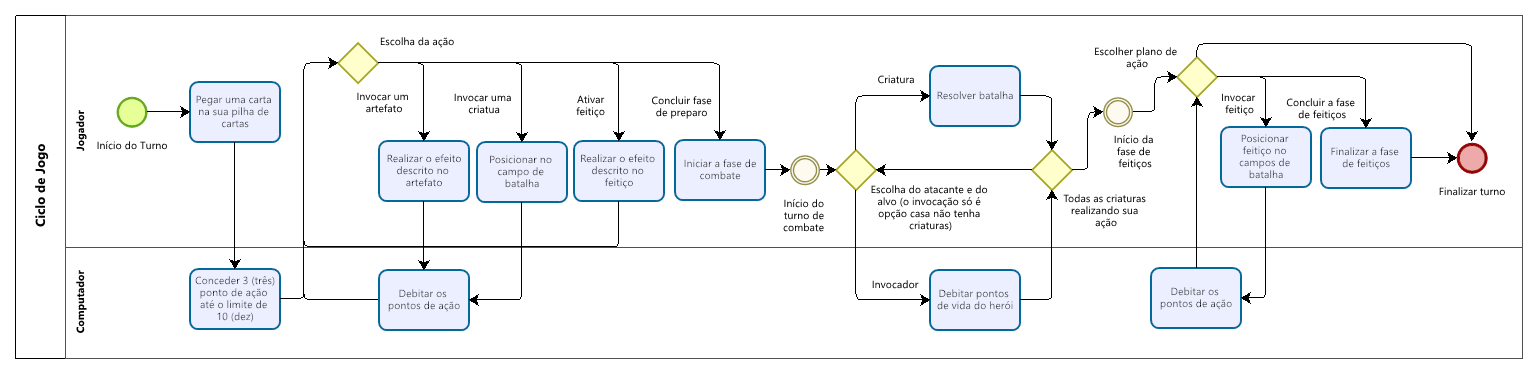 Ciclo de Jogo
Jogador
Início do Turno
Pegar uma carta
na sua pilha de
cartas
Escolha da ação
Invocar um
artefato
Invocar uma
criatua
Ativar
feitiço
Concluir fase
de preparo
Realizar o efeito
descrito no
artefato
Posicionar no
campo de
batalha
Realizar o efeito
descrito no
feitiço
Iniciar a fase de
combate
Início do
turno de
combate
Criatura
Resolver batalha
Escolha do atacante e do
alvo (o invocação só é
opção casa não tenha
criaturas)
Invocador
Todas as criaturas
realizando sua
ação
Início da
fase de
feitiços
Escolher plano de
ação
Invocar
feitiço
Concluir a fase
de feitiços
Posicionar
feitiço no
campos de
batalha
Finalizar a fase
de feitiços
Finalizar turno
Computador
Conceder 3 (três)
ponto de ação
até o limite de
10 (dez)
Debitar os
pontos de ação
Debitar pontos
de vida do herói
Debitar os
pontos de ação